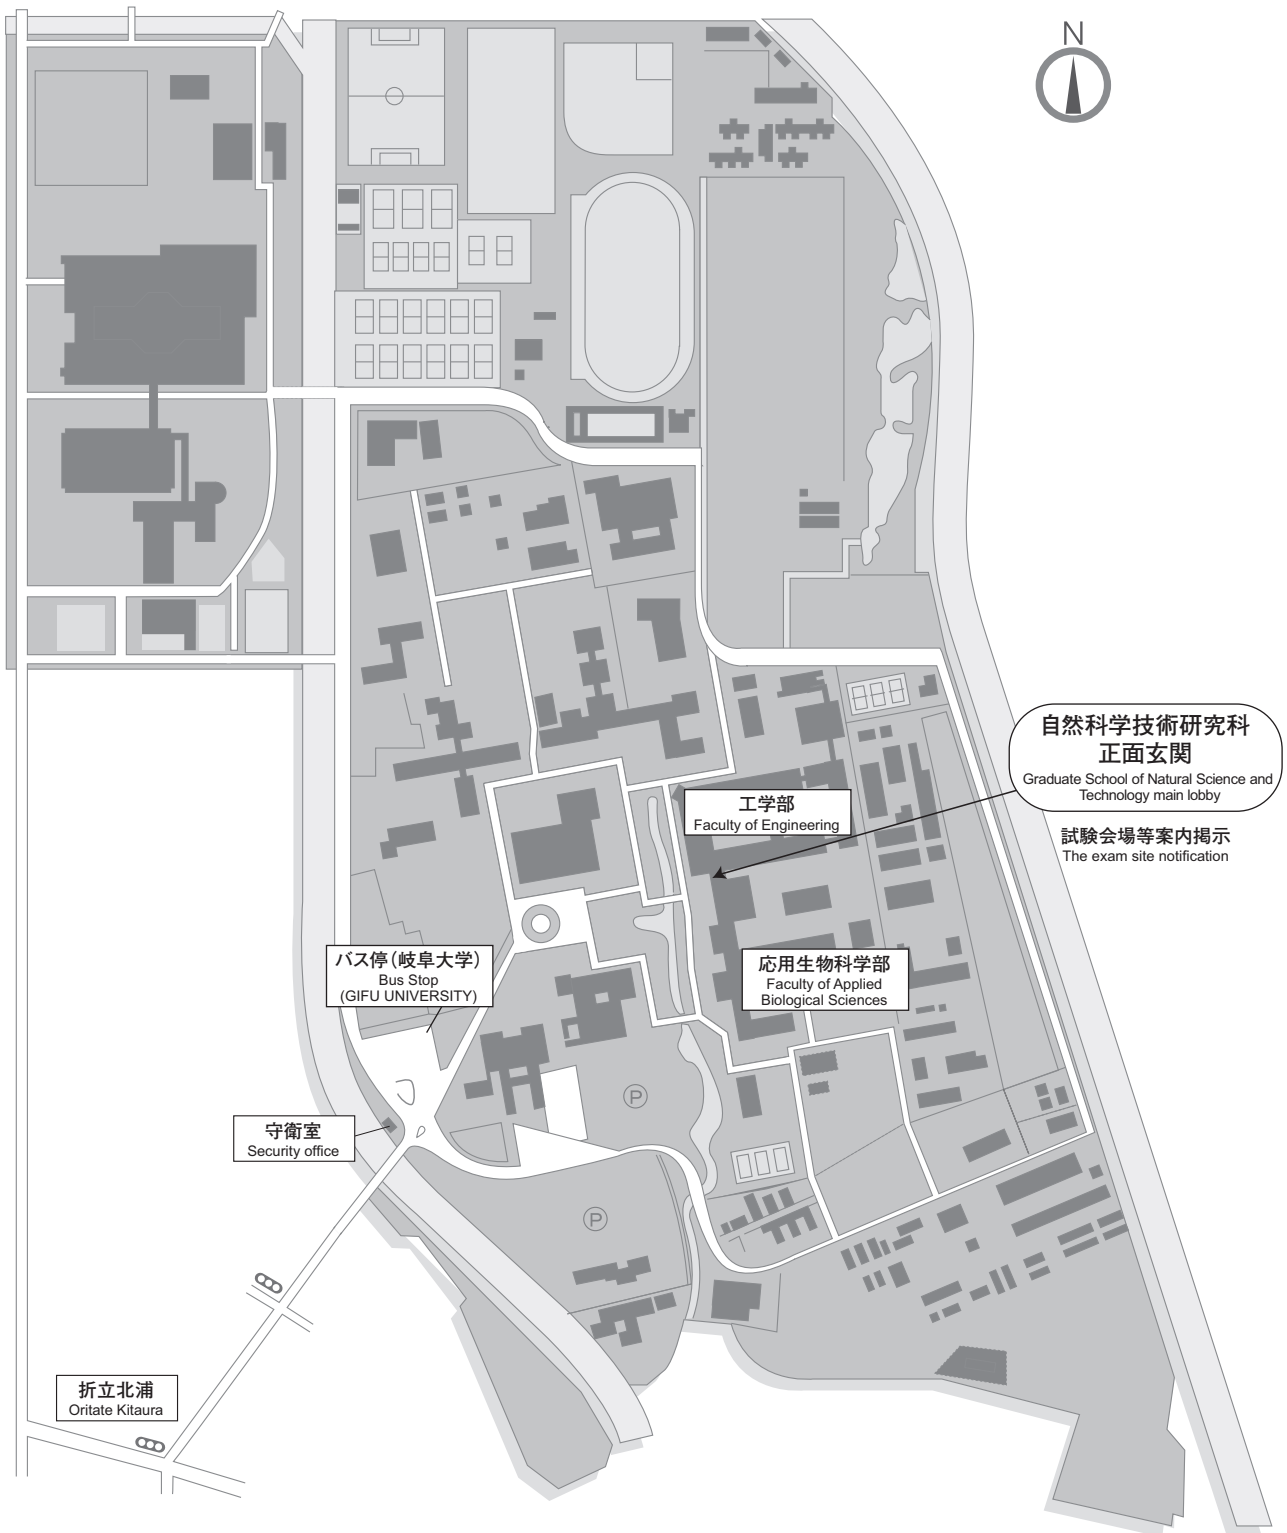 N
自然科学技術研究科
正面玄関
Graduate School of Natural Science and
Technology main lobby
工学部
Faculty of Engineering
試験会場等案内掲示
The exam site notification
バス停（岐阜大学）
Bus Stop
(GIFU UNIVERSITY)
応用生物科学部
Faculty of Applied
Biological Sciences
P
守衛室
Security office
P
折立北浦
Oritate Kitaura